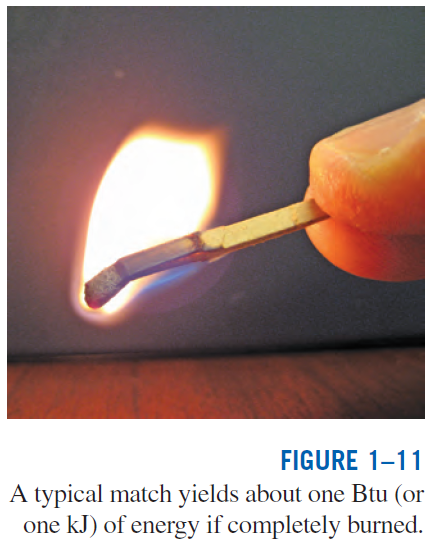 FIGURE 1–11
A typical match yields about one Btu (or
one kJ) of energy if completely burned.